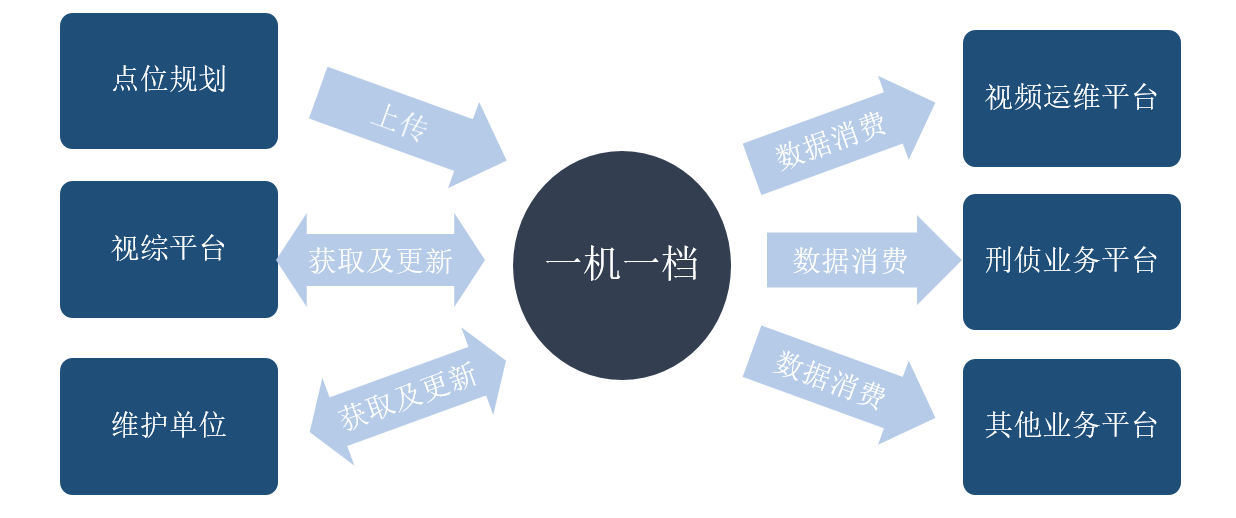 点位规划
上传
视综平台
获取及更新
维护单位
获取及更新
一机一档
数据消费
视频运维平台
数据消费
刑侦业务平台
数据消费
其他业务平台